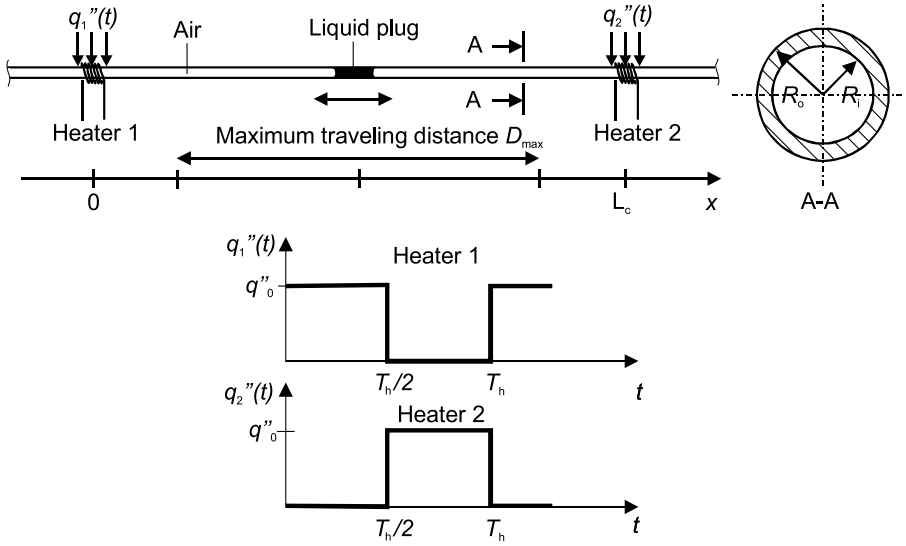 q₁”(t)
Air
Liquid plug
A
q₂”(t)
A
Heater 1
Heater 2
Rₒ
Rᵢ
Maximum traveling distance Dₘₐₓ
0
L꜀
x
A-A
q₁”(t)
Heater 1
q”₀
Tₕ/2
Tₕ
t
q₂”(t)
Heater 2
q”₀
Tₕ/2
Tₕ
t